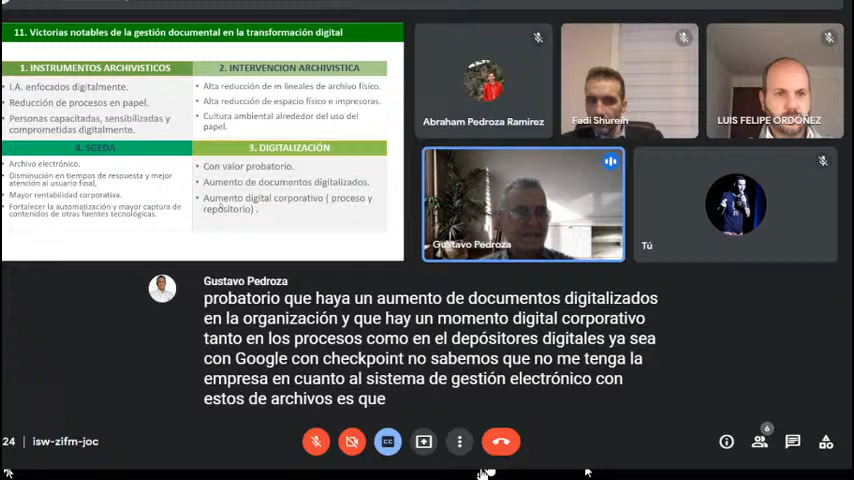 11. Victorias notables de la gestión documental en la transformación digital
1. INSTRUMENTOS ARCHIVISTICOS
• I.A. enfocados digitalmente.
• Reducción de procesos en papel.
• Personas capacitadas, sensibilizadas y
comprometidas digitalmente.
2. INTERVENCION ARCHIVISTICA
• Alta reducción de m lineales de archivo físico.
• Alta reducción de espacio físico e impresoras.
• Cultura ambiental alrededor del uso del
papel.
4. SGEDA
• Archivo electrónico.
• Disminución en tiempos de respuesta y mejor
atención al usuario final,
• Mayor rentabilidad corporativa.
• Fortalecer la automatización y mayor captura de
contenidos de otras fuentes tecnológicas.
3. DIGITALIZACIÓN
• Con valor probatorio.
• Aumento de documentos digitalizados.
• Aumento digital corporativo ( proceso y
repositorio) .
Abraham Pedroza Ramirez
Fadi Shurein
LUIS FELIPE ORDÓÑEZ
Gustavo Pedroza
Tú
Gustavo Pedroza
probatorio que haya un aumento de documentos digitalizados
en la organización y que hay un momento digital corporativo
tanto en los procesos como en el depósitores digitales ya sea
con Google con checkpoint no sabemos que no me tenga la
empresa en cuanto al sistema de gestión electrónico con
estos de archivos es que
24 | isw-zifm-joc
CC
6